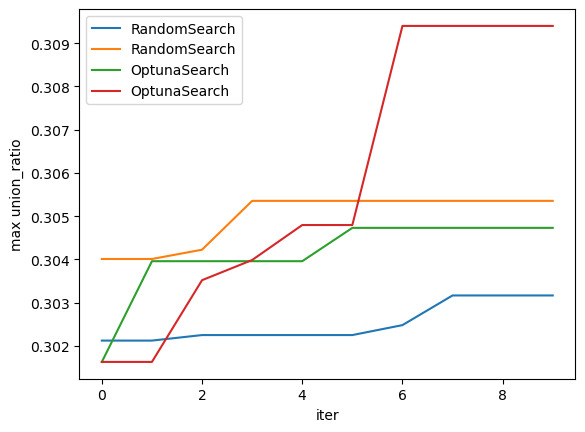 RandomSearch
RandomSearch
OptunaSearch
OptunaSearch
0.309
0.308
0.307
0.306
0.305
0.304
0.303
0.302
max union_ratio
0 2 4 6 8
iter